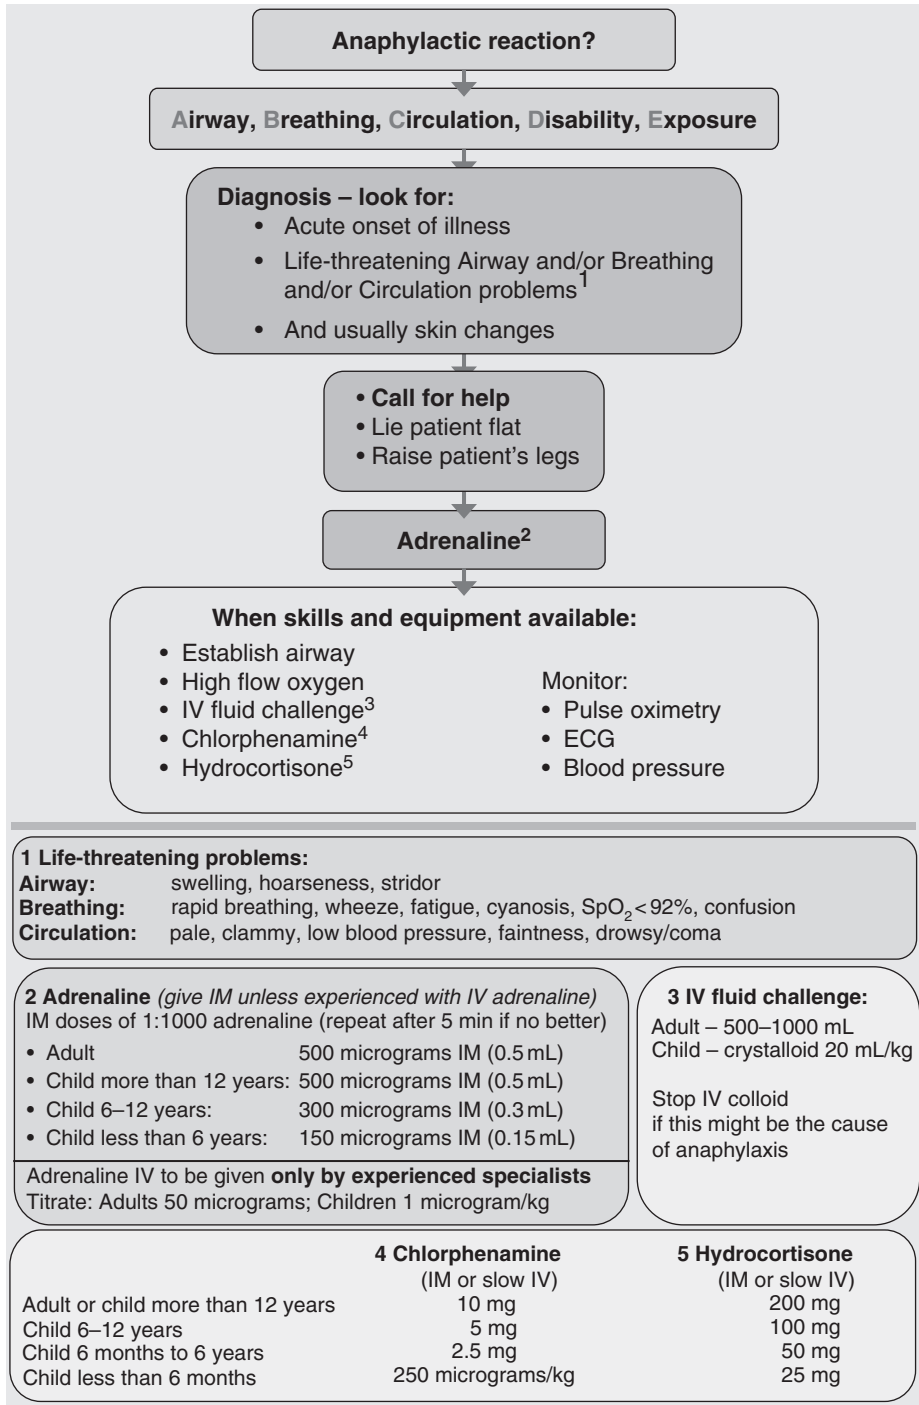 Anaphylactic reaction?
Airway, Breathing, Circulation, Disability, Exposure
Diagnosis – look for:
• Acute onset of illness
• Life-threatening Airway and/or Breathing
and/or Circulation problems1
• And usually skin changes
• Call for help
• Lie patient flat
• Raise patient's legs
Adrenaline2
When skills and equipment available:
• Establish airway
• High flow oxygen
• IV fluid challenge3
• Chlorphenamine4
• Hydrocortisone5
Monitor:
• Pulse oximetry
• ECG
• Blood pressure
1 Life-threatening problems:
Airway: swelling, hoarseness, stridor
Breathing: rapid breathing, wheeze, fatigue, cyanosis, SpO2<92%, confusion
Circulation: pale, clammy, low blood pressure, faintness, drowsy/coma
2 Adrenaline (give IM unless experienced with IV adrenaline)
IM doses of 1:1000 adrenaline (repeat after 5 min if no better)
• Adult 500 micrograms IM (0.5 mL)
• Child more than 12 years: 500 micrograms IM (0.5 mL)
• Child 6–12 years: 300 micrograms IM (0.3 mL)
• Child less than 6 years: 150 micrograms IM (0.15 mL)
Adrenaline IV to be given only by experienced specialists
Titrate: Adults 50 micrograms; Children 1 microgram/kg
3 IV fluid challenge:
Adult – 500–1000 mL
Child – crystalloid 20 mL/kg
Stop IV colloid
if this might be the cause
of anaphylaxis
4 Chlorphenamine 5 Hydrocortisone
(IM or slow IV) (IM or slow IV)
Adult or child more than 12 years 10 mg 200 mg
Child 6–12 years 5 mg 100 mg
Child 6 months to 6 years 2.5 mg 50 mg
Child less than 6 months 250 micrograms/kg 25 mg